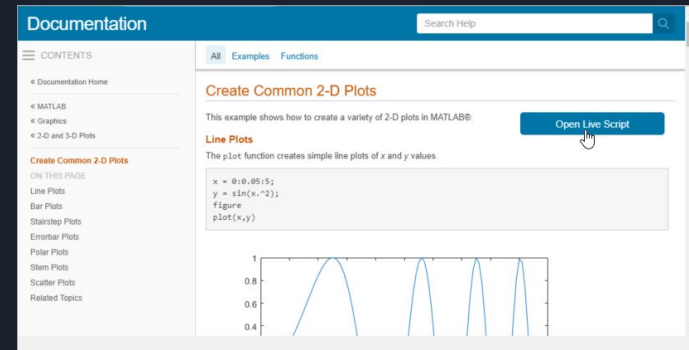 Documentation
Search Help
CONTENTS
All Examples Functions
« Documentation Home
« MATLAB
« Graphics
« 2-D and 3-D Plots
Create Common 2-D Plots
ON THIS PAGE
Line Plots
Bar Plots
Stairstep Plots
Errorbar Plots
Polar Plots
Stem Plots
Scatter Plots
Related Topics
Create Common 2-D Plots
This example shows how to create a variety of 2-D plots in MATLAB®.
Open Live Script
Line Plots
The plot function creates simple line plots of x and y values.
x = 0:0.05:5;
y = sin(x.^2);
figure
plot(x,y)
1
0.8
0.6
0.4